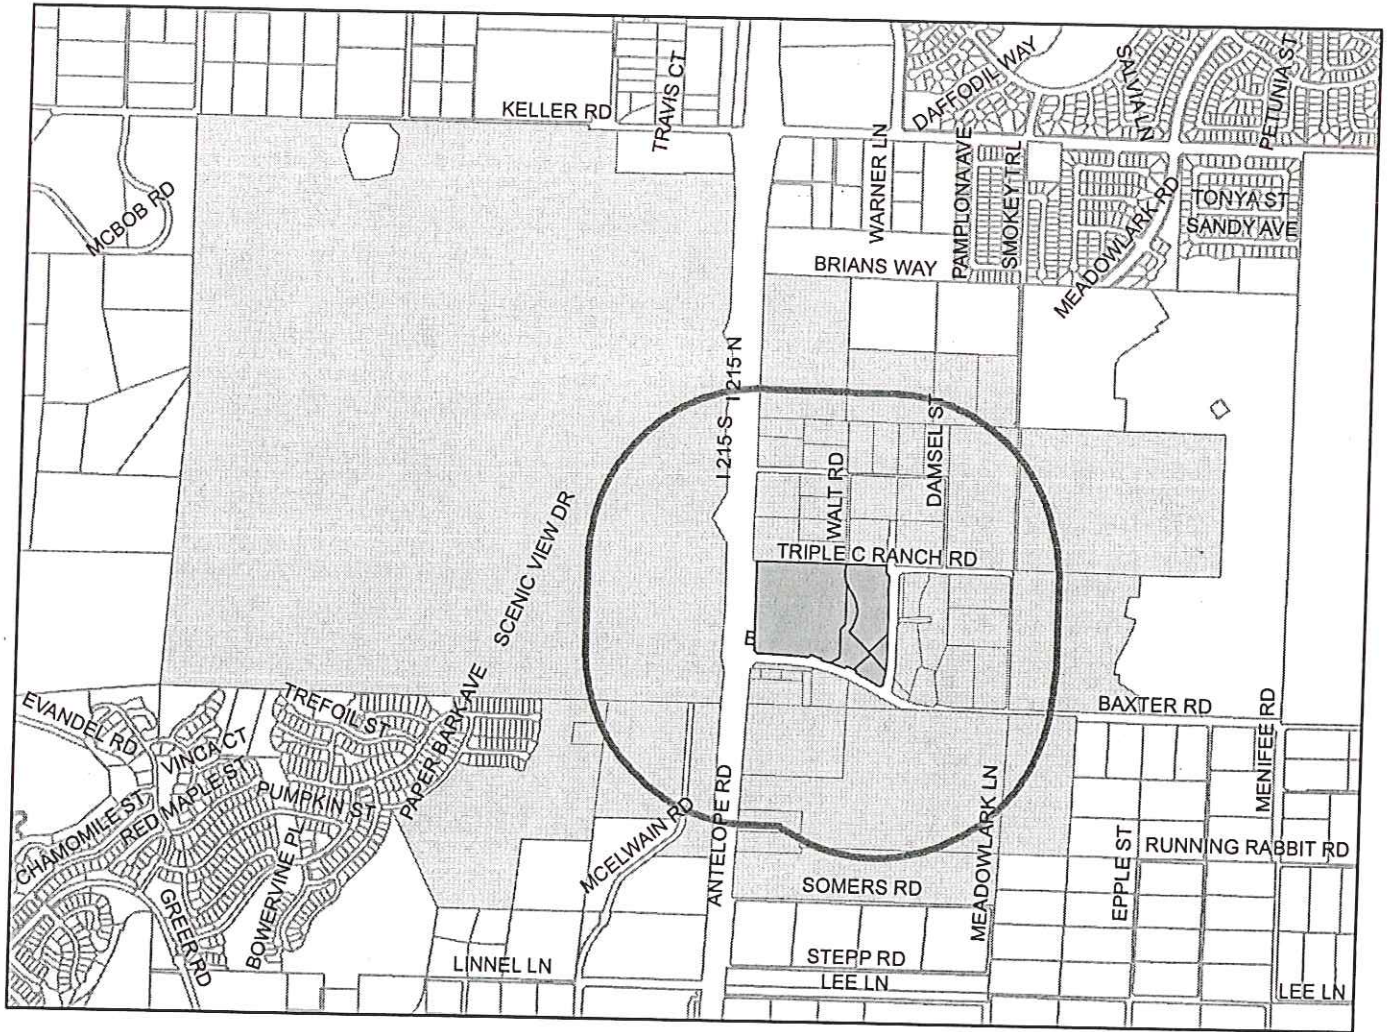 KELLER RD
TRAVIS CT
DAFFODIL WAY
SALVIA LN
PETUNIA ST
MCBOB RD
WARNER LN
PAMPLONA AVE
SMOKEY TRL
MEADOWLARK RD
TONYA ST
SANDY AVE
BRIANS WAY
I 215 N
I 215 S
DAMSEL ST
WALT RD
SCENIC VIEW DR
TRIPLE C RANCH RD
E
BAXTER RD
MENIFEE RD
EVANDEL RD
TREFOIL ST
VINCA CT
PAPER BARK AVE
RED MAPLE ST
PUMPKIN ST
CHAMOMILE ST
BOWERVINE PL
GREER RD
MCELWAIN RD
ANTELOPE RD
MEADOWLARK LN
EPPLE ST
RUNNING RABBIT RD
SOMERS RD
STEPP RD
LINNEL LN
LEE LN
LEE LN